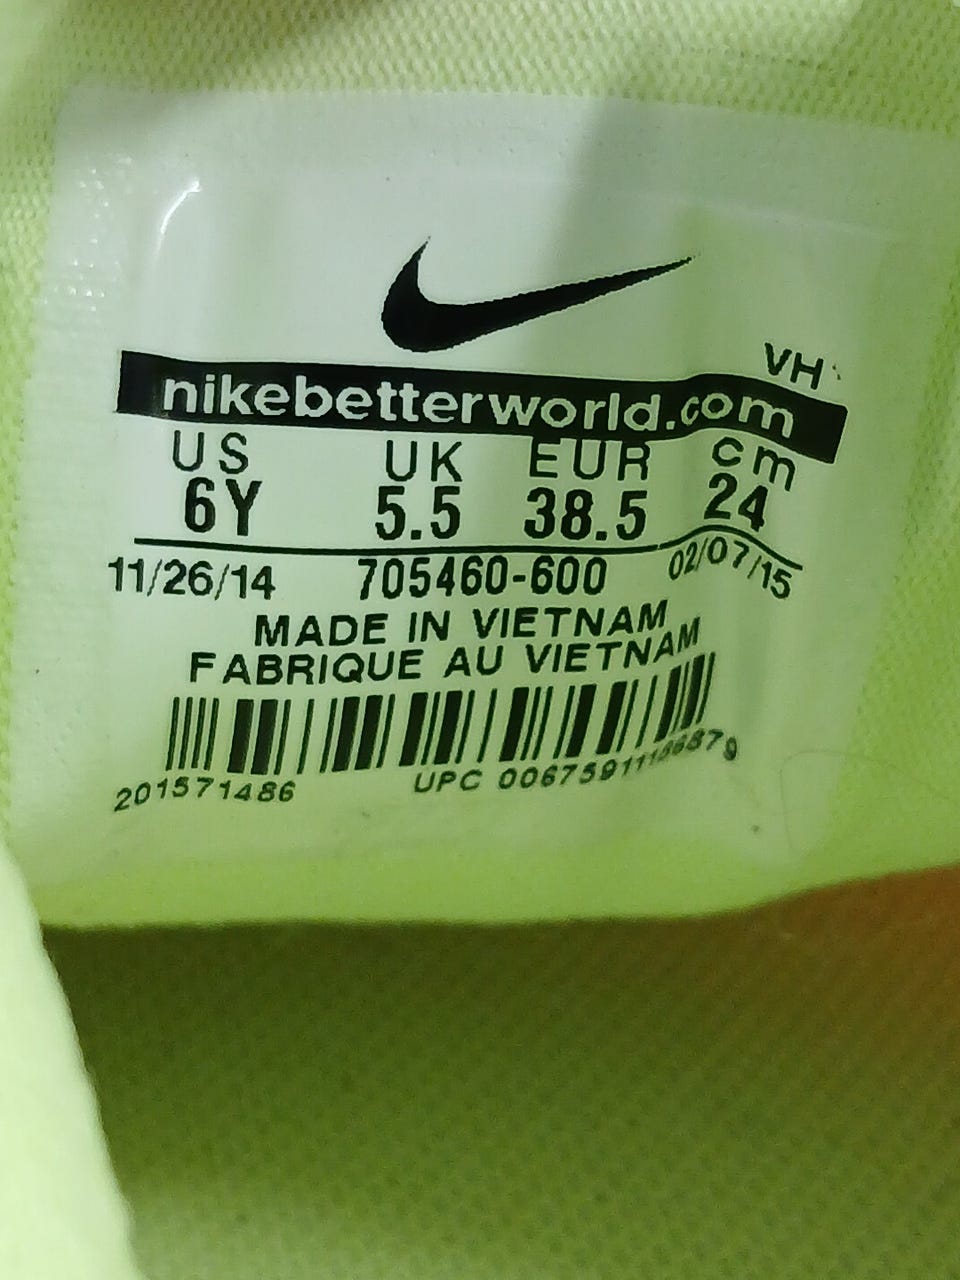 VH
nikebetterworld.com
US UK EUR cm
6Y 5.5 38.5 24
11/26/14 705460-600 02/07/15
MADE IN VIETNAM
FABRIQUE AU VIETNAM
201571486 UPC